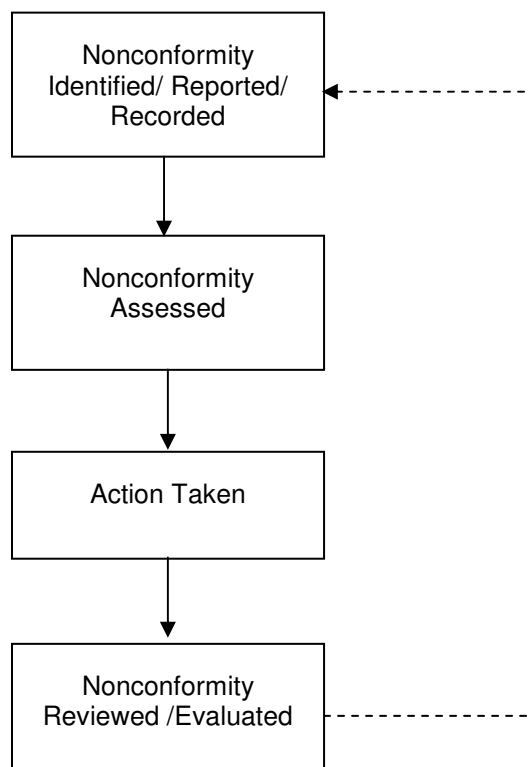 Nonconformity
Identified/ Reported/
Recorded
Nonconformity
Assessed
Action Taken
Nonconformity
Reviewed /Evaluated